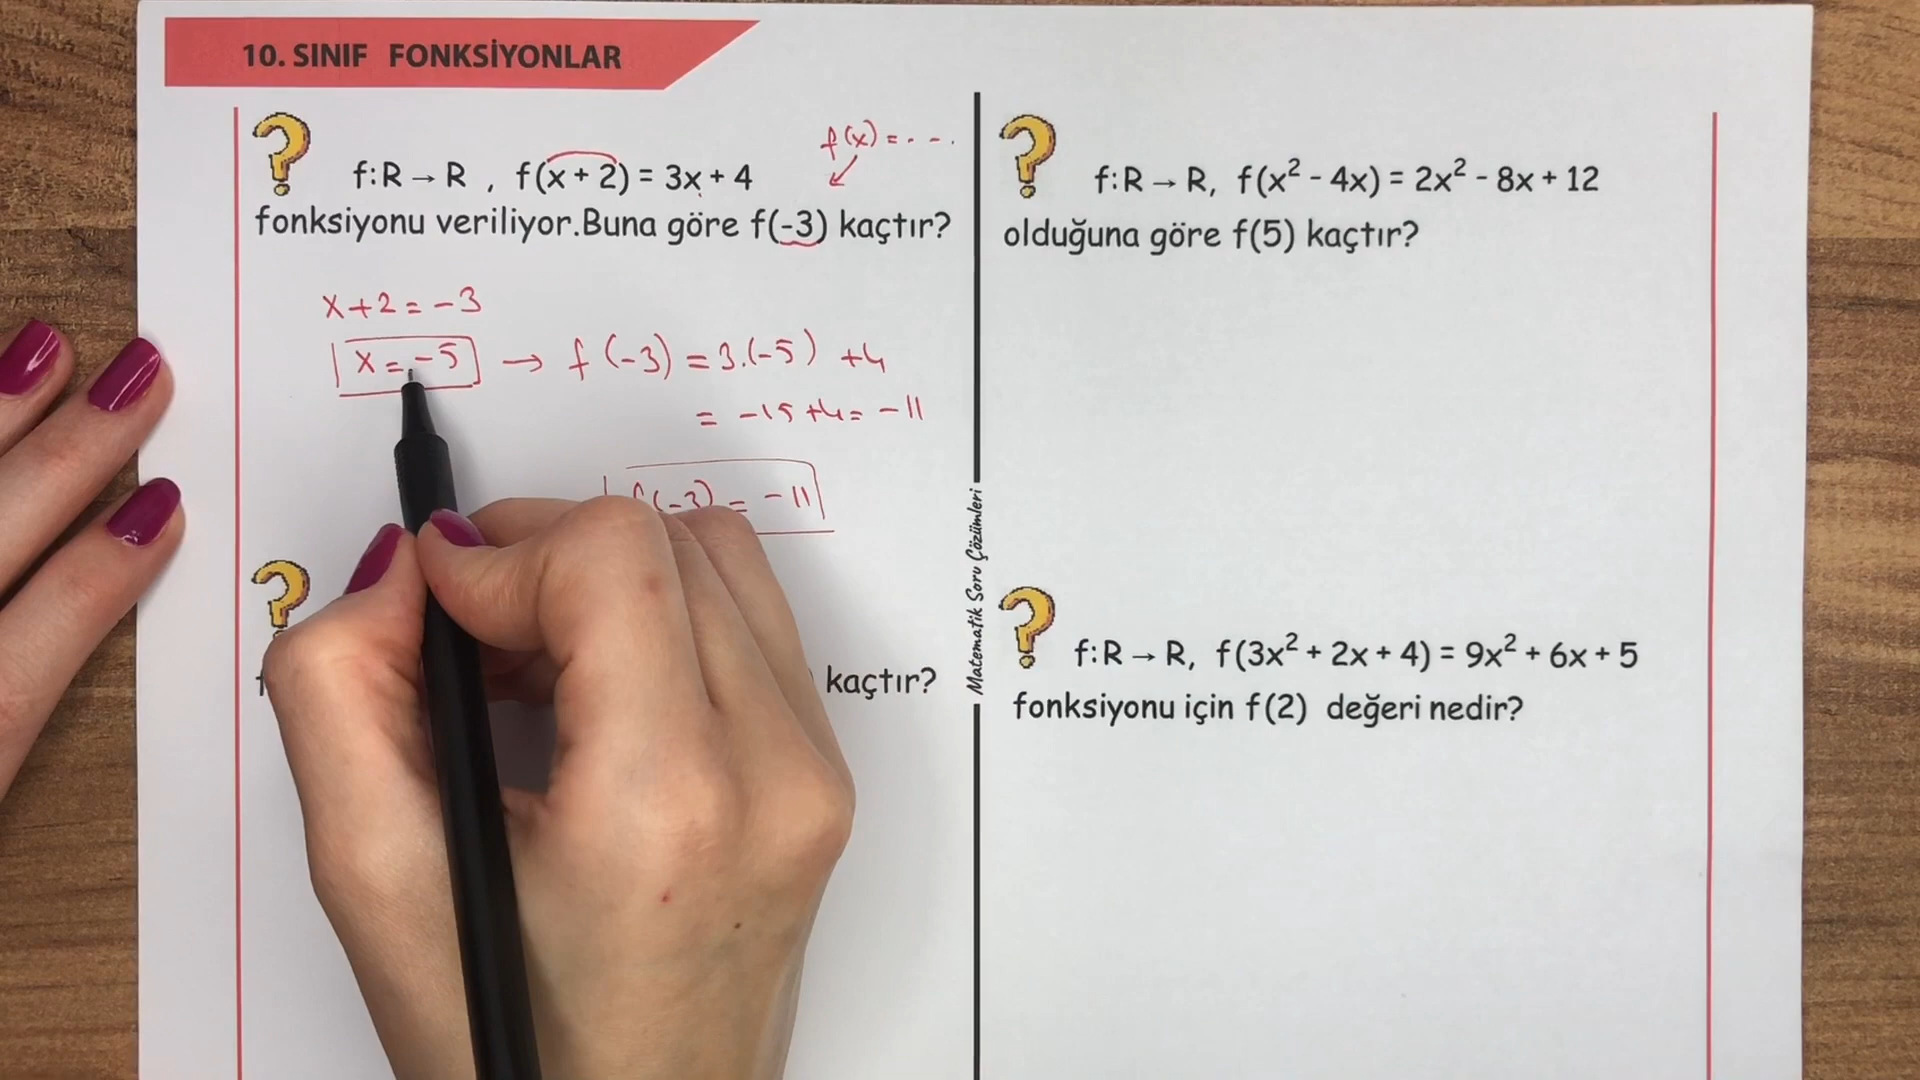 10. SINIF FONKSİYONLAR
f:R → R , f(x + 2) = 3x + 4
fonksiyonu veriliyor.Buna göre f(-3) kaçtır?
f(x) = . - - .
x+2 = -3
x = -5 → f (-3) = 3.(-5) +4
= -15+4 = -11
f(-3) = -11
kaçtır?
Matematik Soru Çözümleri
f:R → R, f(x² - 4x) = 2x² - 8x + 12
olduğuna göre f(5) kaçtır?
f:R → R, f(3x² + 2x + 4) = 9x² + 6x + 5
fonksiyonu için f(2) değeri nedir?